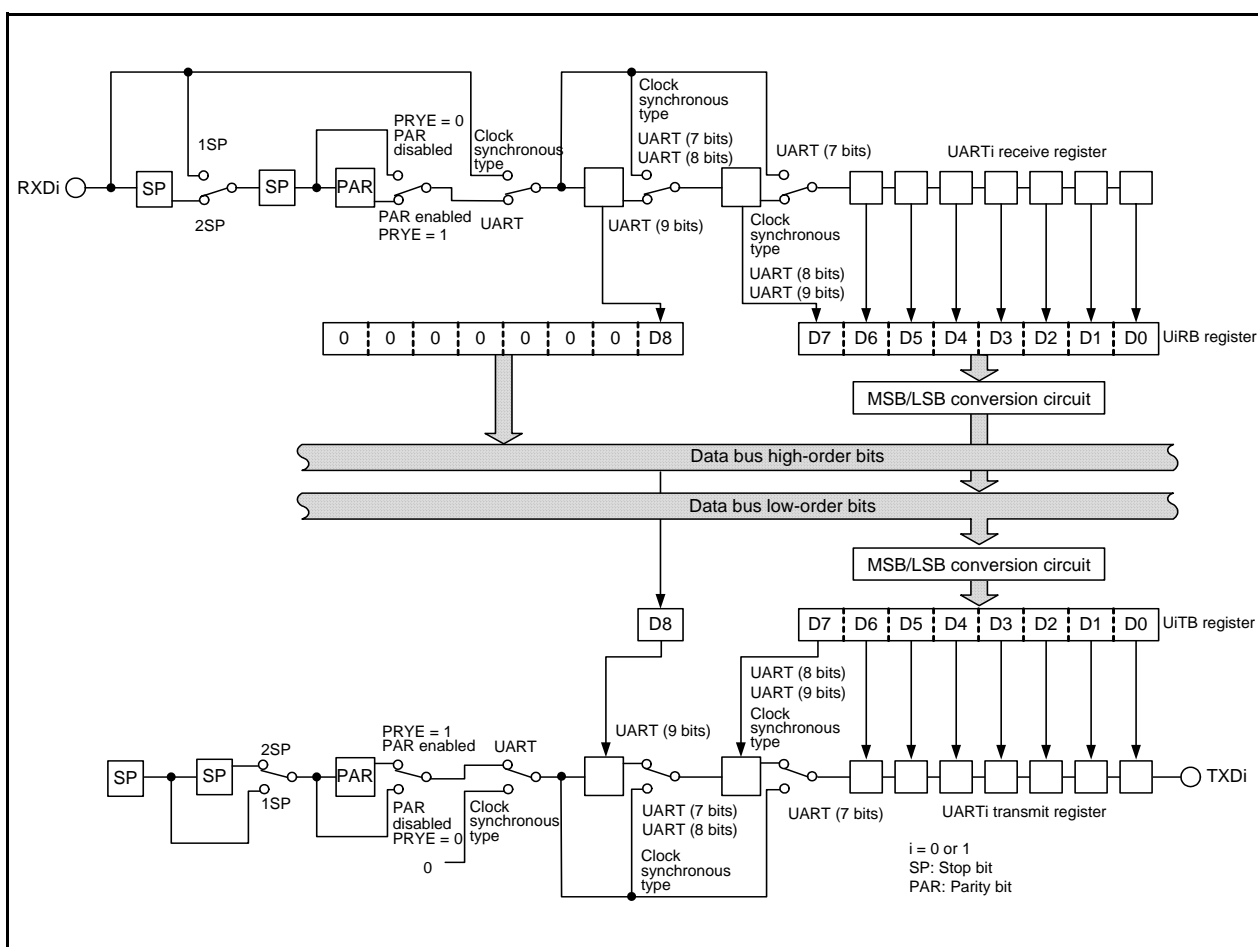 Clock
synchronous
type
PRYE = 0
PAR
disabled
Clock
synchronous
type
1SP
UART (7 bits)
UART (8 bits)
UART (7 bits)
UARTi receive register
RXDi
SP
SP
PAR
2SP
PAR enabled
PRYE = 1
UART
UART (9 bits)
Clock
synchronous
type
UART (8 bits)
UART (9 bits)
0 0 0 0 0 0 0 D8
D7 D6 D5 D4 D3 D2 D1 D0
UiRB register
MSB/LSB conversion circuit
Data bus high-order bits
Data bus low-order bits
MSB/LSB conversion circuit
D8
D7 D6 D5 D4 D3 D2 D1 D0
UiTB register
UART (8 bits)
UART (9 bits)
Clock
synchronous
type
PRYE = 1
PAR enabled
UART (9 bits)
2SP
UART
SP
SP
PAR
TXDi
1SP
PAR
disabled
PRYE = 0
Clock
synchronous
type
0
UART (7 bits)
UART (8 bits)
Clock
synchronous
type
UART (7 bits)
UARTi transmit register
i = 0 or 1
SP: Stop bit
PAR: Parity bit